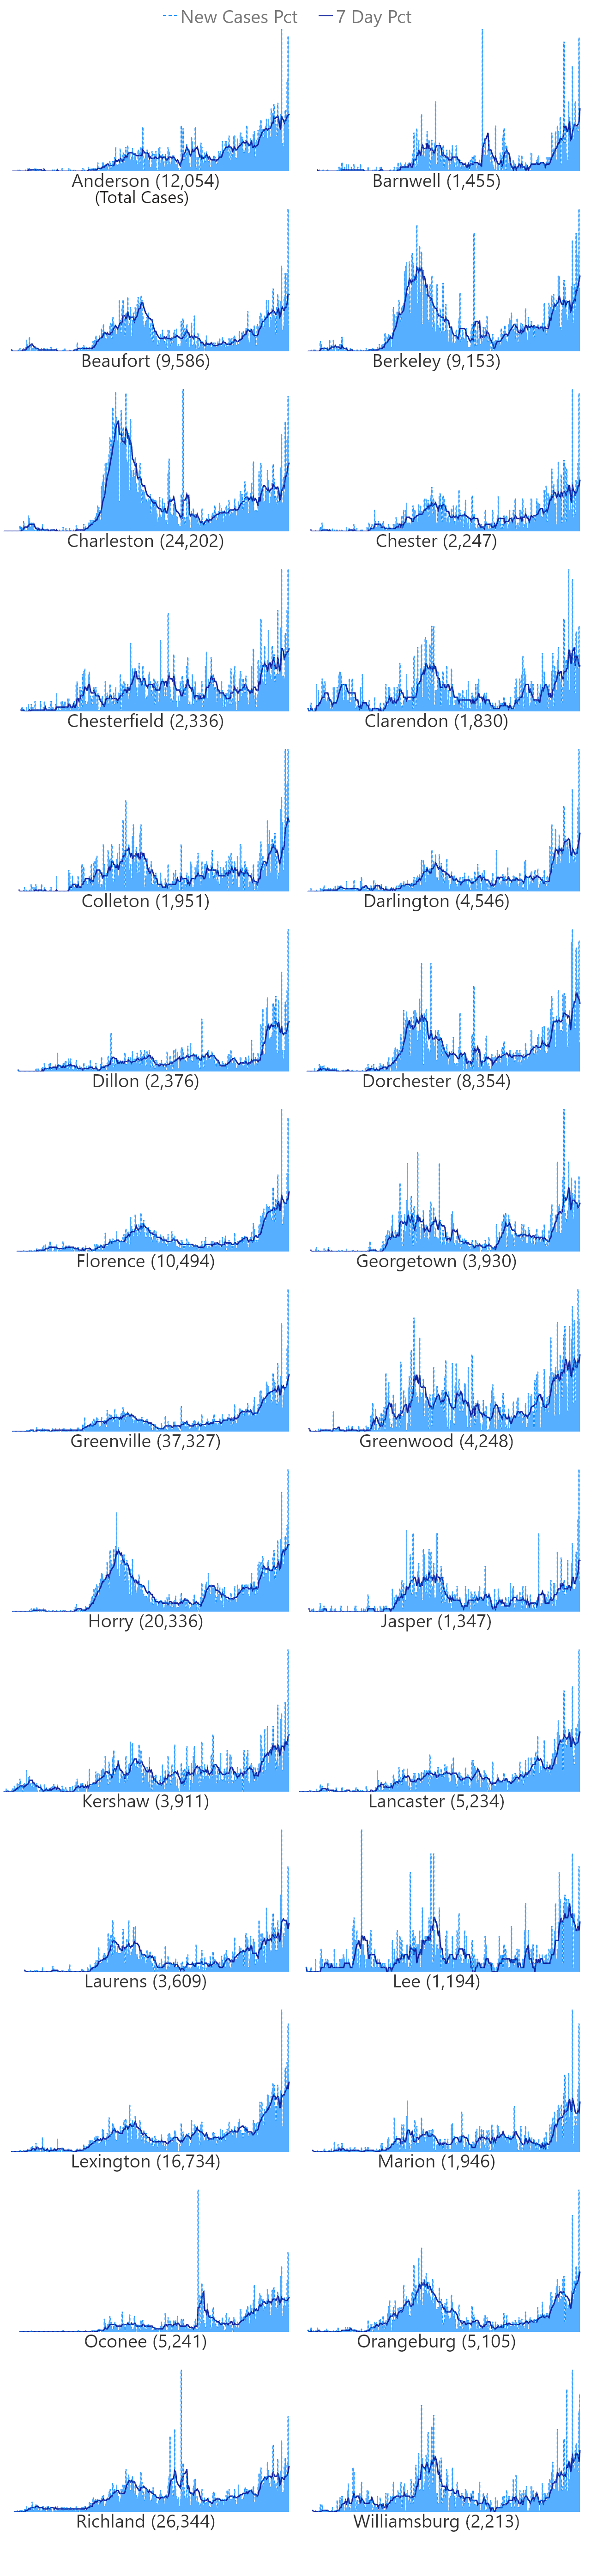 New Cases Pct 7 Day Pct
Anderson (12,054) Barnwell (1,455)
(Total Cases)
Beaufort (9,586) Berkeley (9,153)
Charleston (24,202) Chester (2,247)
Chesterfield (2,336) Clarendon (1,830)
Colleton (1,951) Darlington (4,546)
Dillon (2,376) Dorchester (8,354)
Florence (10,494) Georgetown (3,930)
Greenville (37,327) Greenwood (4,248)
Horry (20,336) Jasper (1,347)
Kershaw (3,911) Lancaster (5,234)
Laurens (3,609) Lee (1,194)
Lexington (16,734) Marion (1,946)
Oconee (5,241) Orangeburg (5,105)
Richland (26,344) Williamsburg (2,213)